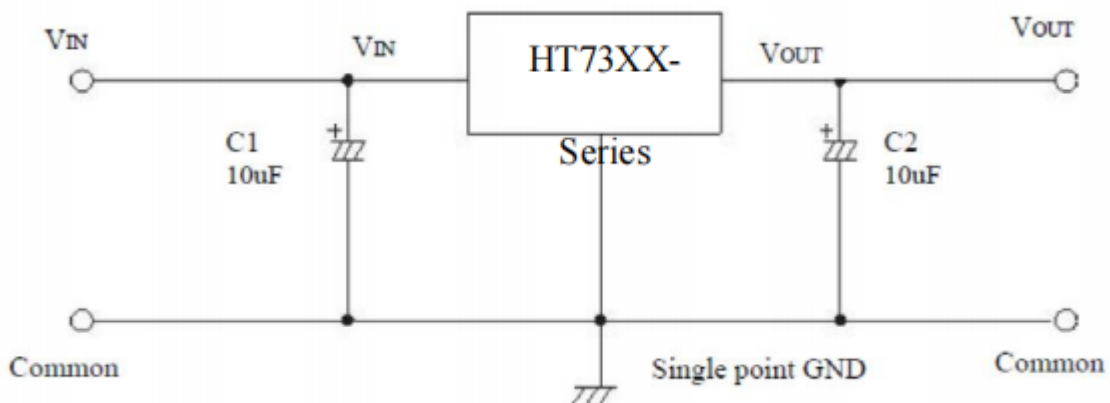 VIN
VIN
HT73XX-
Series
VOUT
VOUT
+
C1
10uF
+
C2
10uF
Common
Single point GND
Common